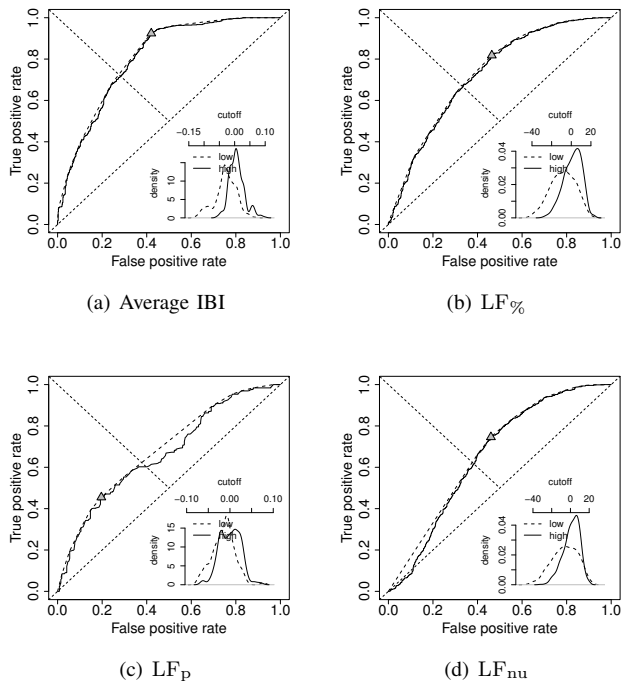 cutoff
−0.15 0.00 0.10
low
high
density
0 5 10 15
True positive rate
0.0 0.2 0.4 0.6 0.8 1.0
0.0 0.2 0.4 0.6 0.8 1.0
False positive rate
(a) Average IBI
cutoff
−40 0 20
low
high
density
0.00 0.02 0.04
True positive rate
0.0 0.2 0.4 0.6 0.8 1.0
0.0 0.2 0.4 0.6 0.8 1.0
False positive rate
(b) LF%
cutoff
−0.10 0.00 0.10
low
high
density
0 5 10 15
True positive rate
0.0 0.2 0.4 0.6 0.8 1.0
0.0 0.2 0.4 0.6 0.8 1.0
False positive rate
(c) LFp
cutoff
−40 0 20
low
high
density
0.00 0.02 0.04
True positive rate
0.0 0.2 0.4 0.6 0.8 1.0
0.0 0.2 0.4 0.6 0.8 1.0
False positive rate
(d) LFnu